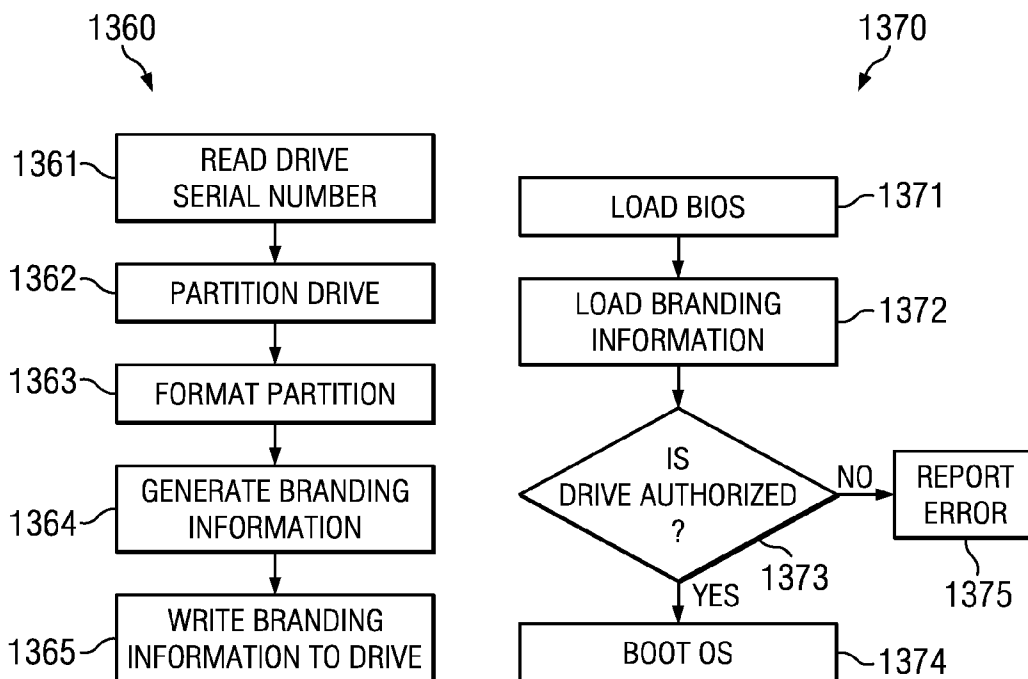 1360
1361
READ DRIVE
SERIAL NUMBER
1362
PARTITION DRIVE
1363
FORMAT PARTITION
1364
GENERATE BRANDING
INFORMATION
1365
WRITE BRANDING
INFORMATION TO DRIVE
1370
LOAD BIOS
1371
LOAD BRANDING
INFORMATION
1372
IS
DRIVE AUTHORIZED
?
1373
NO
REPORT
ERROR
1375
YES
BOOT OS
1374